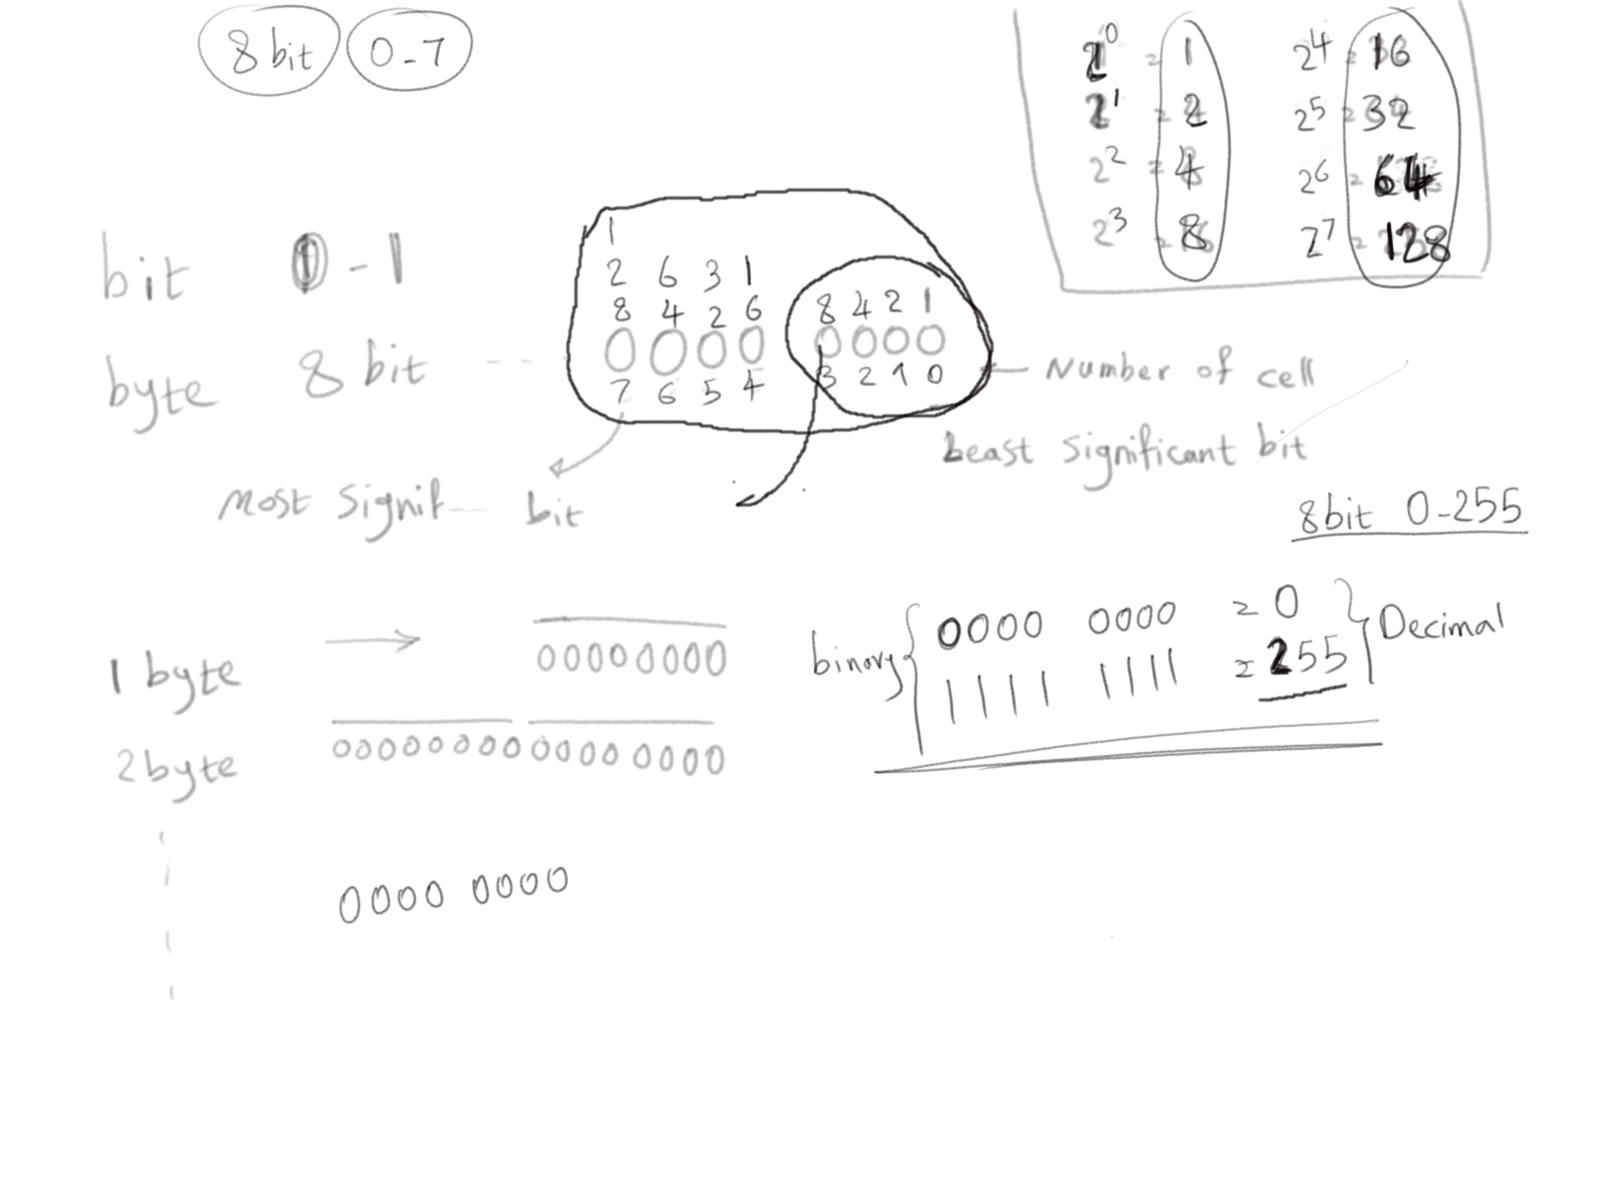 8 bit 0-7
2^0 = 1 2^4 = 16
2^1 = 2 2^5 = 32
2^2 = 4 2^6 = 64
2^3 = 8 2^7 = 128
bit 0 - 1
1
2 6 3 1
8 4 2 6 8 4 2 1
byte 8 bit 0 0 0 0 0 0 0 0
7 6 5 4 3 2 1 0 Number of cell
Least significant bit
Most signif bit
8bit 0-255
1 byte 00000000
2 byte 00000000 0000 0000
binary 0000 0000 = 0 Decimal
1111 1111 = 255
0000 0000